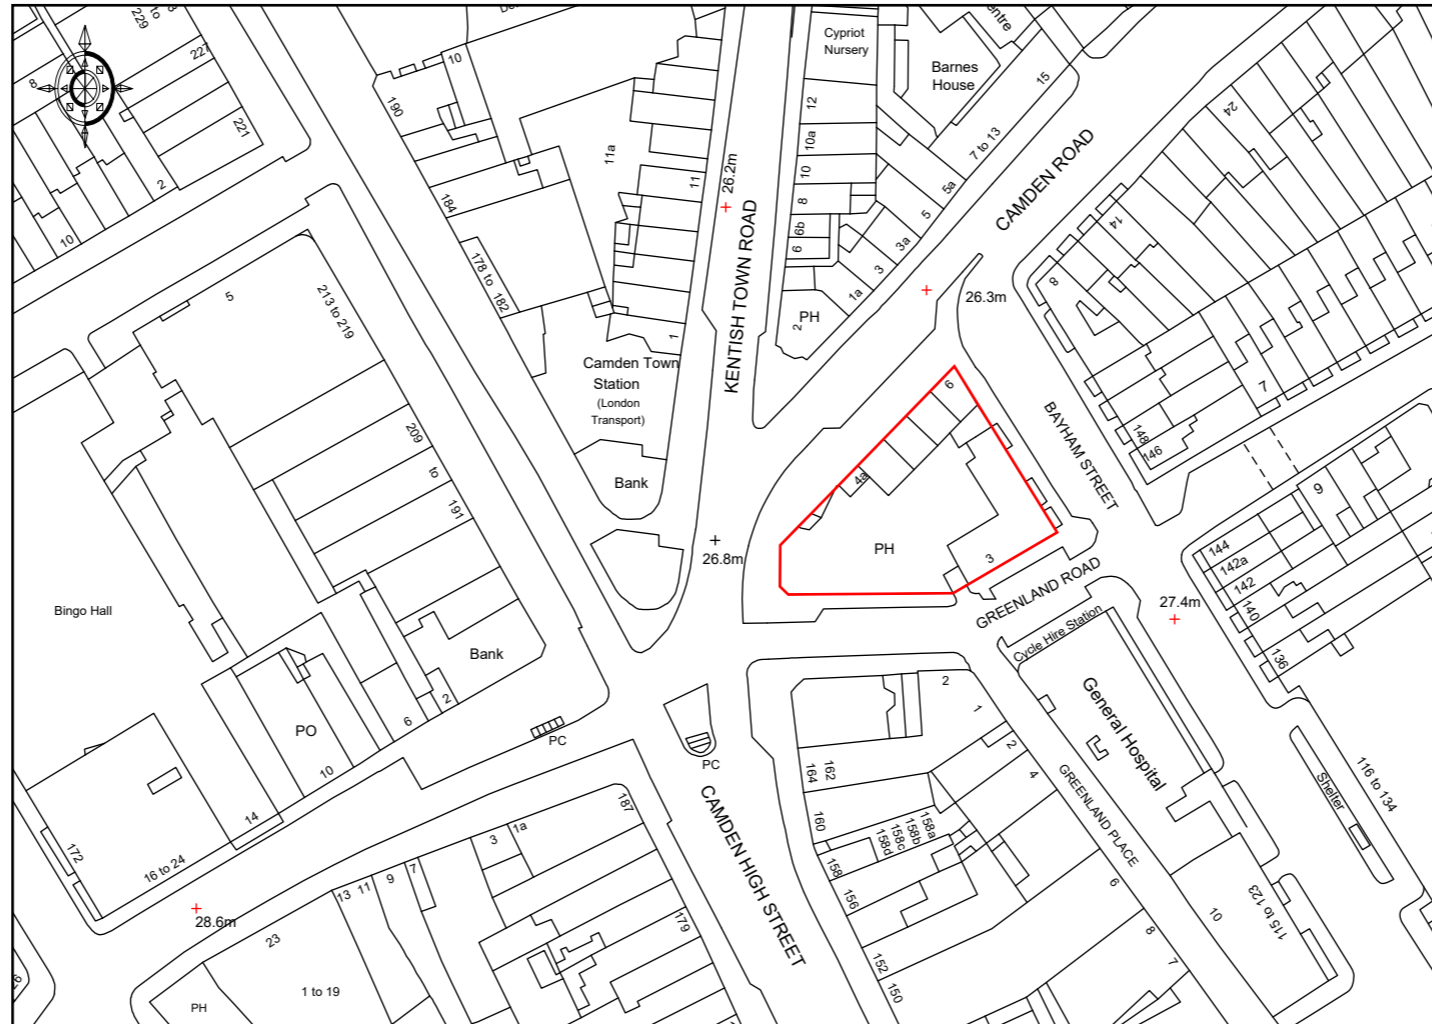 229
to
8
227
221
2
10
190
10
184
178 to
182
11a
11
1
26.2m
KENTISH TOWN ROAD
Camden Town
Station
(London
Transport)
Bank
Cypriot
Nursery
12
10a
10
8
6b
6
Barnes
House
15
7 to 13
5a
5
3a
3
1a
2
PH
CAMDEN ROAD
26.3m
24
14
8
7
148
146
BAYHAM STREET
5
213 to 219
209
to
191
Bingo Hall
Bank
2
6
PO
10
14
16 to 24
172
28.6m
26.8m
6
4a
PH
3
GREENLAND ROAD
Cycle Hire Station
27.4m
9
144
142a
142
140
136
General Hospital
Shelter
116 to 134
115 to 123
10
GREENLAND PLACE
PC
PC
CAMDEN HIGH STREET
2
1
2
4
6
8
7
164
162
160
158a
158b
158c
158d
158
156
152
150
187
179
3
1a
7
9
11
13
23
1 to 19
PH